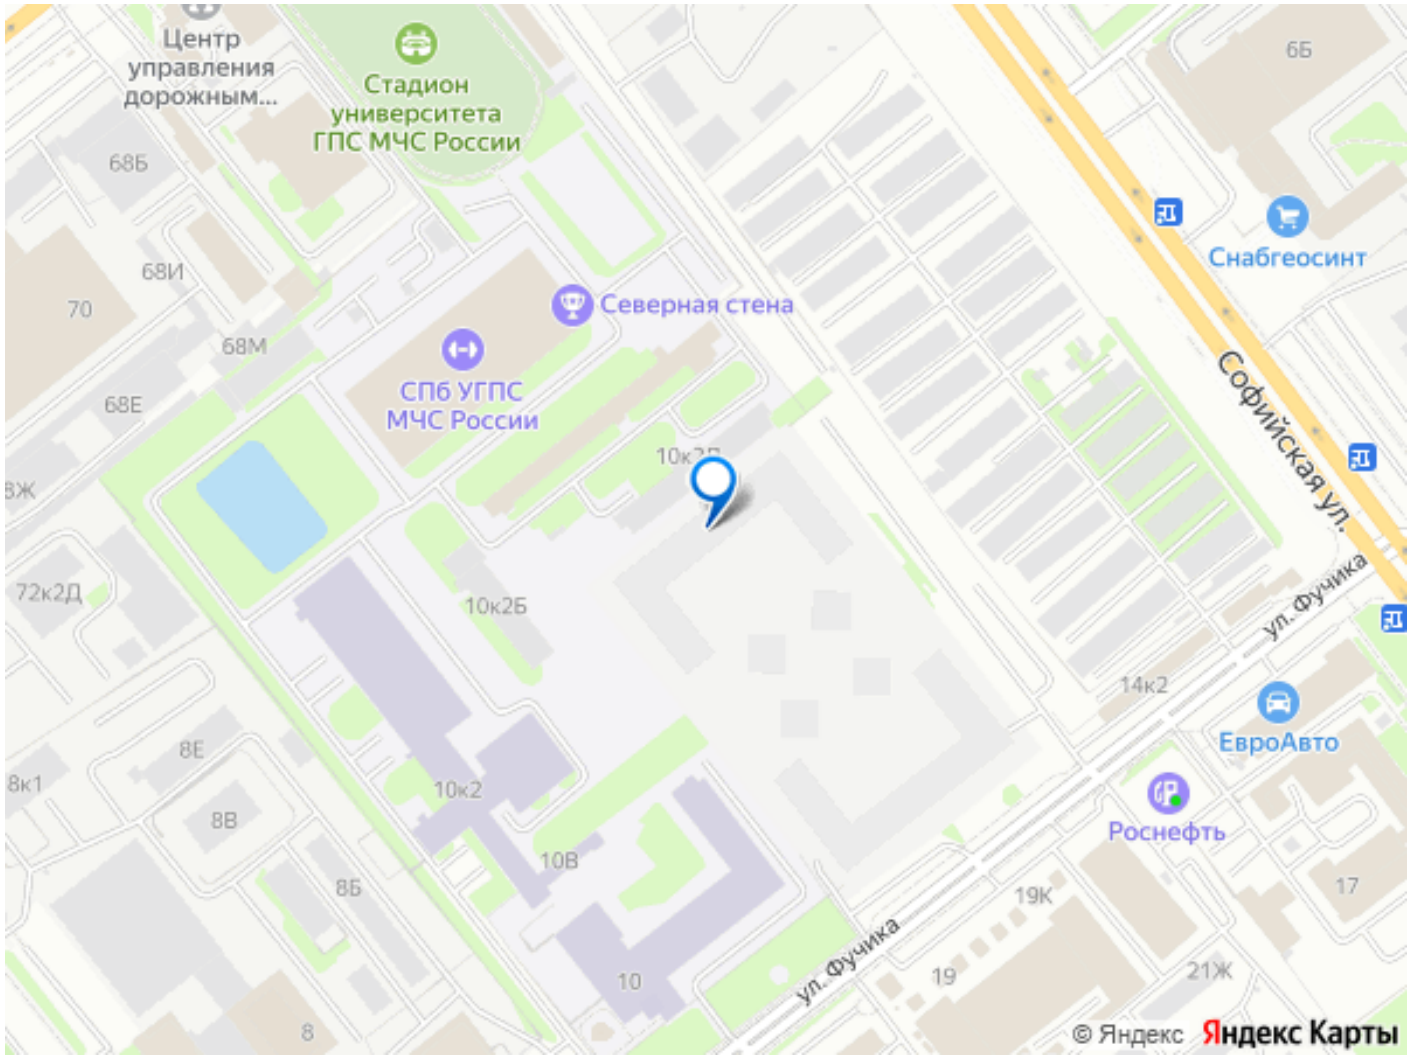 Центр
управления
дорожным...
Стадион
университета
ГПС МЧС России
6Б
68Б
Снабгеосинт
68И
70
Северная стена
68М
СПб УГПС
МЧС России
68Е
Софийская ул.
10к2Д
8Ж
72к2Д
10к2Б
ул. Фучика
14к2
ЕвроАвто
8Е
8к1
10к2
8В
Роснефть
10В
8Б
19К
17
ул. Фучика
10
19
21Ж
8
© Яндекс Яндекс Карты